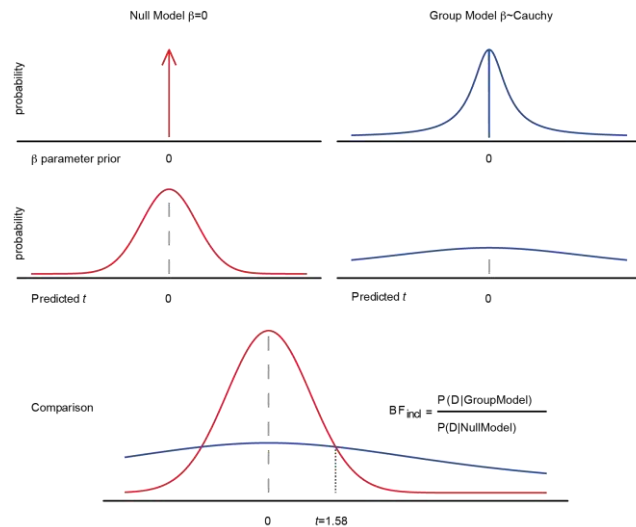 Null Model β=0
Group Model β~Cauchy
probability
β parameter prior
0
0
probability
Predicted t
0
Predicted t
0
Comparison
BFincl = P(D|GroupModel)
P(D|NullModel)
0
t=1.58